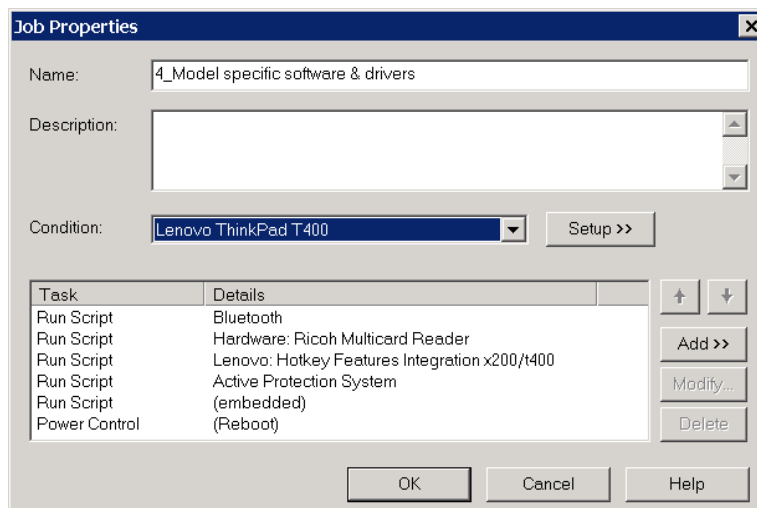 Job Properties
Name: 4_Model specific software & drivers
Description:
Condition: Lenovo ThinkPad T400 Setup >>
Task Details
Run Script Bluetooth
Run Script Hardware: Ricoh Multicard Reader
Run Script Lenovo: Hotkey Features Integration x200/t400
Run Script Active Protection System
Run Script (embedded)
Power Control (Reboot)
Add >>
Modify...
Delete
OK Cancel Help